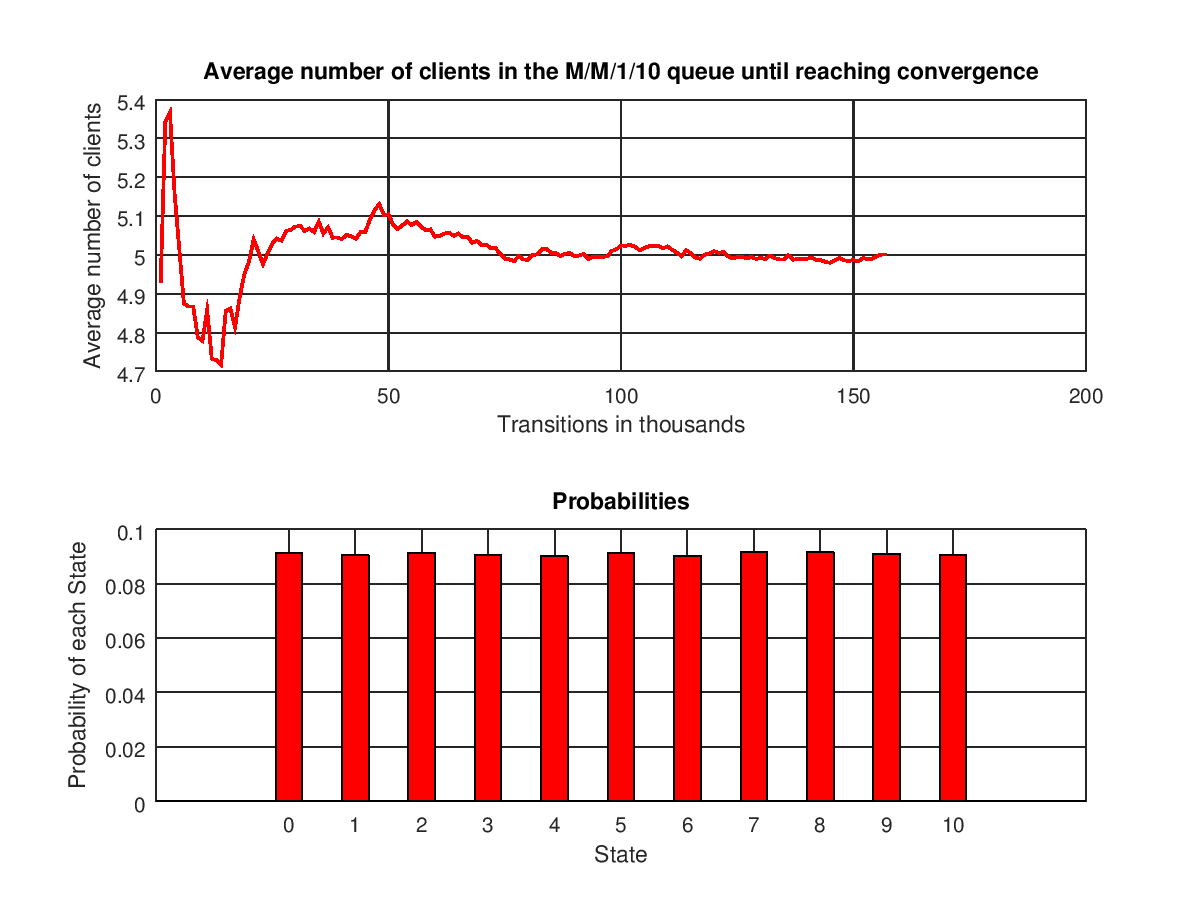 Average number of clients in the M/M/1/10 queue until reaching convergence
Average number of clients
5.4
5.3
5.2
5.1
5
4.9
4.8
4.7
0 50 100 150 200
Transitions in thousands
Probabilities
Probability of each State
0.1
0.08
0.06
0.04
0.02
0
0 1 2 3 4 5 6 7 8 9 10
State